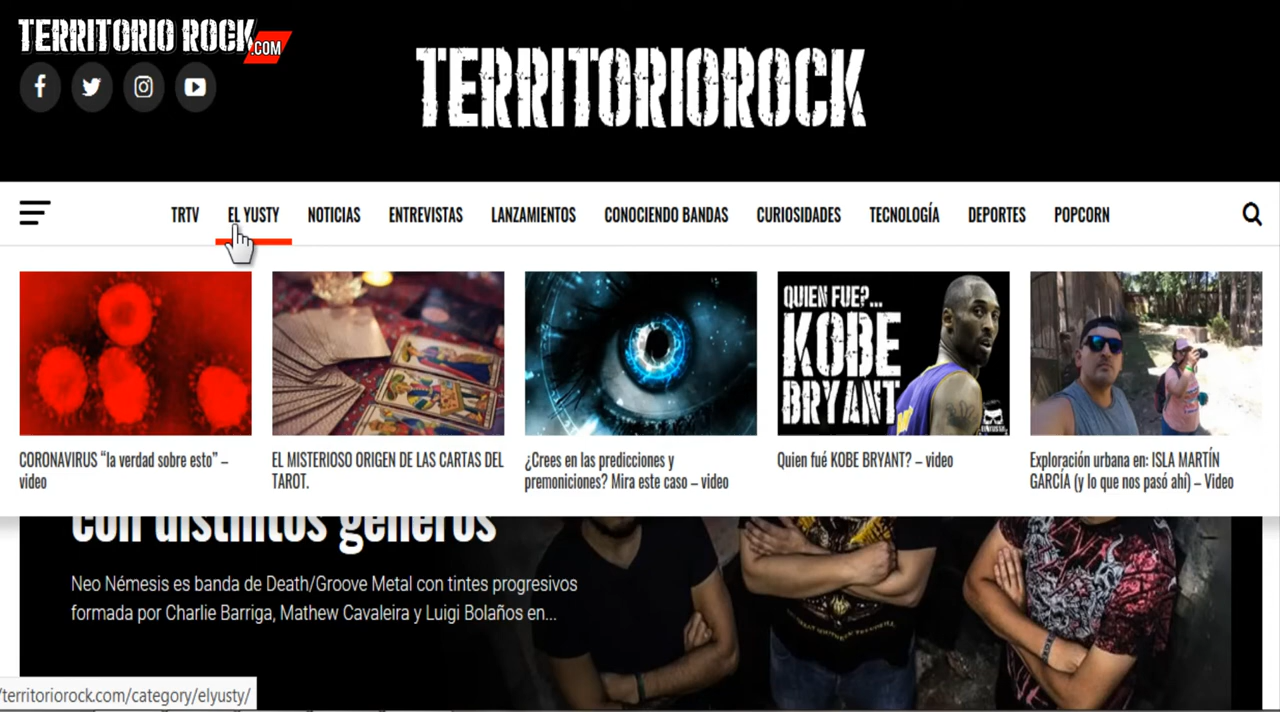 TERRITORIO ROCK.COM
TERRITORIOROCK
TRTV EL YUSTY NOTICIAS ENTREVISTAS LANZAMIENTOS CONOCIENDO BANDAS CURIOSIDADES TECNOLOGÍA DEPORTES POPCORN
QUIEN FUE?...
KOBE
BRYANT
CORONAVIRUS “la verdad sobre esto” –
video
EL MISTERIOSO ORIGEN DE LAS CARTAS DEL
TAROT.
¿Crees en las predicciones y
premoniciones? Mira este caso – video
Quien fué KOBE BRYANT? – video
Exploración urbana en: ISLA MARTÍN
GARCÍA (y lo que nos pasó ahí) – Video
con distintos géneros
Neo Némesis es banda de Death/Groove Metal con tintes progresivos
formada por Charlie Barriga, Mathew Cavaleira y Luigi Bolaños en...
/territoriorock.com/category/elyusty/